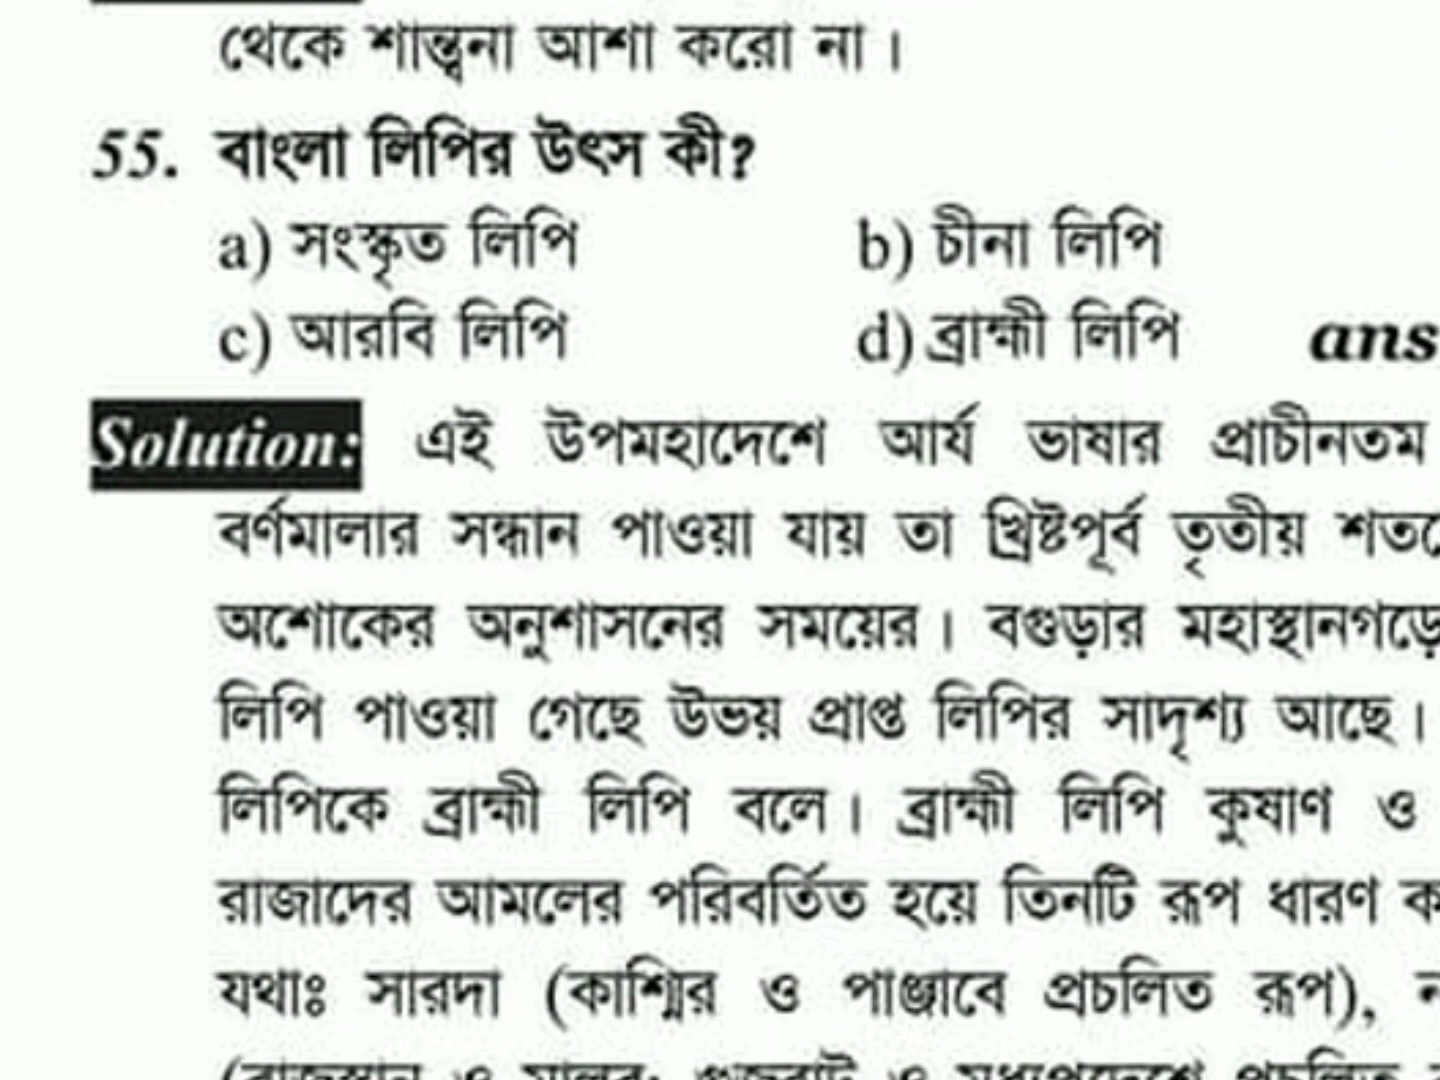 থেকে শান্ত্বনা আশা করো না।
55. বাংলা লিপির উৎস কী?
a) সংস্কৃত লিপি b) চীনা লিপি
c) আরবি লিপি d) ব্রাহ্মী লিপি ans
Solution: এই উপমহাদেশে আর্য ভাষার প্রাচীনতম
বর্ণমালার সন্ধান পাওয়া যায় তা খ্রিষ্টপূর্ব তৃতীয়
অশোকের অনুশাসনের সময়ের। বগুড়ার মহাস্থানগড়ে
লিপি পাওয়া গেছে উভয় প্রাপ্ত লিপির সাদৃশ্য আছে।
লিপিকে ব্রাহ্মী লিপি বলে। ব্রাহ্মী লিপি কুষাণ ও
রাজাদের আমলের পরিবর্তিত হয়ে তিনটি রূপ ধারণ
যথাঃ সারদা (কাশ্মির ও পাঞ্জাবে প্রচলিত রূপ),